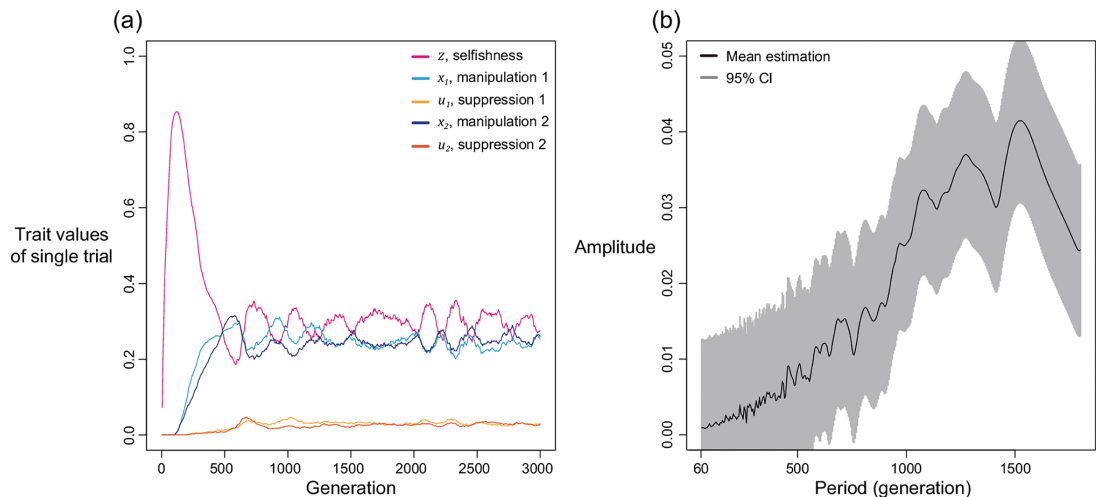 (a)
Trait values
of single trial
1.0
0.8
0.6
0.4
0.2
0.0
z, selfishness
x1, manipulation 1
u1, suppression 1
x2, manipulation 2
u2, suppression 2
0 500 1000 1500 2000 2500 3000
Generation
(b)
Amplitude
0.05
0.04
0.03
0.02
0.01
0.00
Mean estimation
95% CI
60 500 1000 1500
Period (generation)